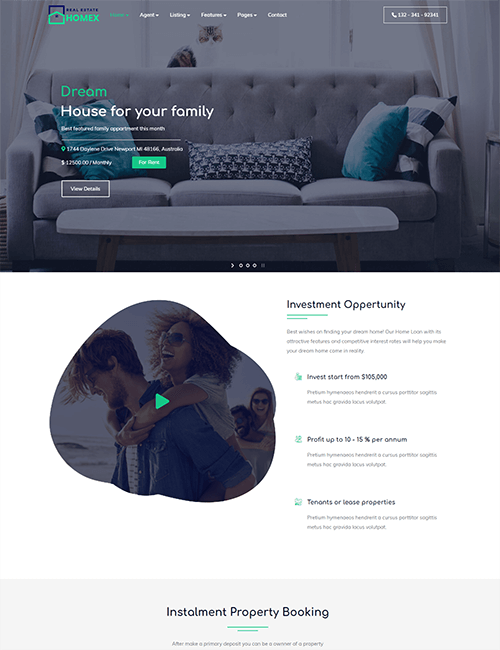 REAL ESTATE
HOMEX
Home Agent Listing Features Pages Contact
132 - 341 - 92341
Dream
House for your family
Best featured family appartment this month
1744 Daylene Drive Newport MI 48166, Australia
$ 12500.00 / Monthly For Rent
View Details
Investment Oppertunity
Best wishes on finding your dream home! Our Home Loan with its
attractive features and competitive interest rates will help you make
your dream home come in reality.
Invest start from $105,000
Pretium hymenaeos hendrerit a cursus porttitor sagittis
metus hac gravida lacus volutpat.
Profit up to 10 - 15 % per annum
Pretium hymenaeos hendrerit a cursus porttitor sagittis
metus hac gravida lacus volutpat.
Tenants or lease properties
Pretium hymenaeos hendrerit a cursus porttitor sagittis
metus hac gravida lacus volutpat.
Instalment Property Booking
After make a primary deposit you can be a owvner of a property